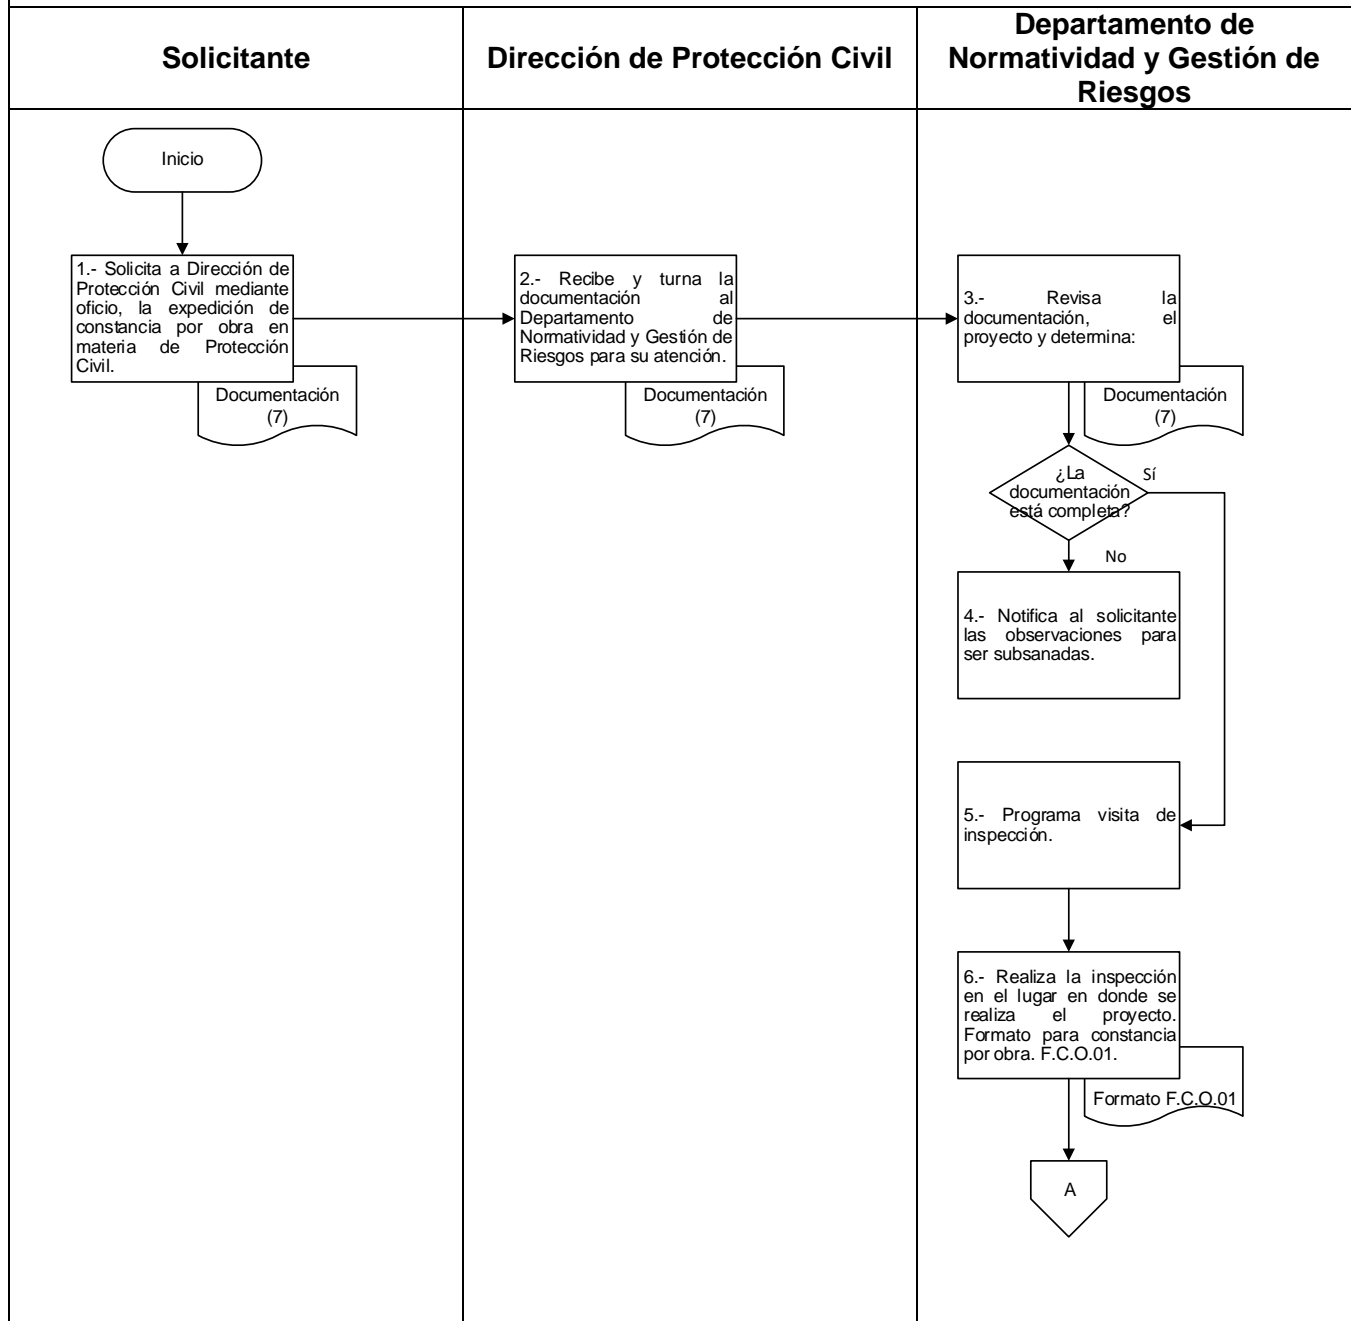 Solicitante
Dirección de Protección Civil
Departamento de
Normatividad y Gestión de
Riesgos
Inicio
1.- Solicita a Dirección de
Protección Civil mediante
oficio, la expedición de
constancia por obra en
materia de Protección
Civil.
Documentación
(7)
2.- Recibe y turna la
documentación al
Departamento de
Normatividad y Gestión de
Riesgos para su atención.
Documentación
(7)
3.- Revisa la
documentación, el
proyecto y determina:
Documentación
(7)
¿La
documentación
está completa?
Sí
No
4.- Notifica al solicitante
las observaciones para
ser subsanadas.
5.- Programa visita de
inspección.
6.- Realiza la inspección
en el lugar en donde se
realiza el proyecto.
Formato para constancia
por obra. F.C.O.01.
Formato F.C.O.01
A